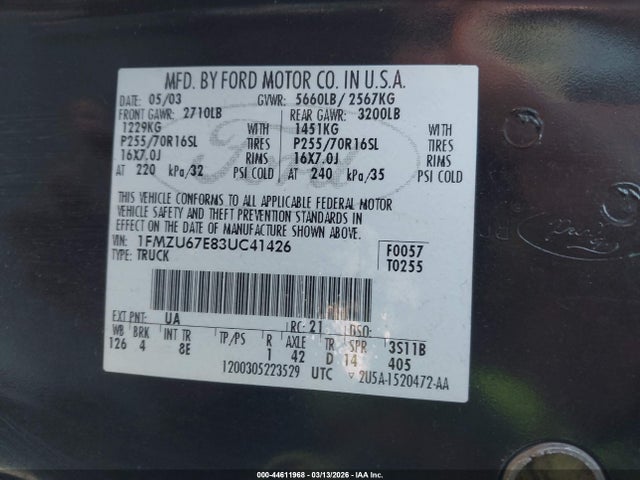 MFD. BY FORD MOTOR CO. IN U.S.A.
DATE: 05/03 GVWR: 5660LB/ 2567KG
FRONT GAWR: 2710LB REAR GAWR: 3200LB
1229KG WITH 1451KG WITH
P255/70R16SL TIRES P255/70R16SL TIRES
16X7.0J RIMS 16X7.0J RIMS
AT 220 kPa/32 PSI COLD AT 240 kPa/35 PSI COLD
THIS VEHICLE CONFORMS TO ALL APPLICABLE FEDERAL MOTOR
VEHICLE SAFETY AND THEFT PREVENTION STANDARDS IN
EFFECT ON THE DATE OF MANUFACTURE SHOWN ABOVE.
VIN: 1FMZU67E83UC41426 F0057
TYPE: TRUCK T0255
EXT PNT: UA RC: 21 DSO:
WB BRK INT TR TP/PS R AXLE TR SPR 3S11B
126 4 8E 1 42 D 14 405
1200305223529 UTC 2U5A-1520472-AA
Ford
000-44611968 - 03/13/2026 - IAA Inc.